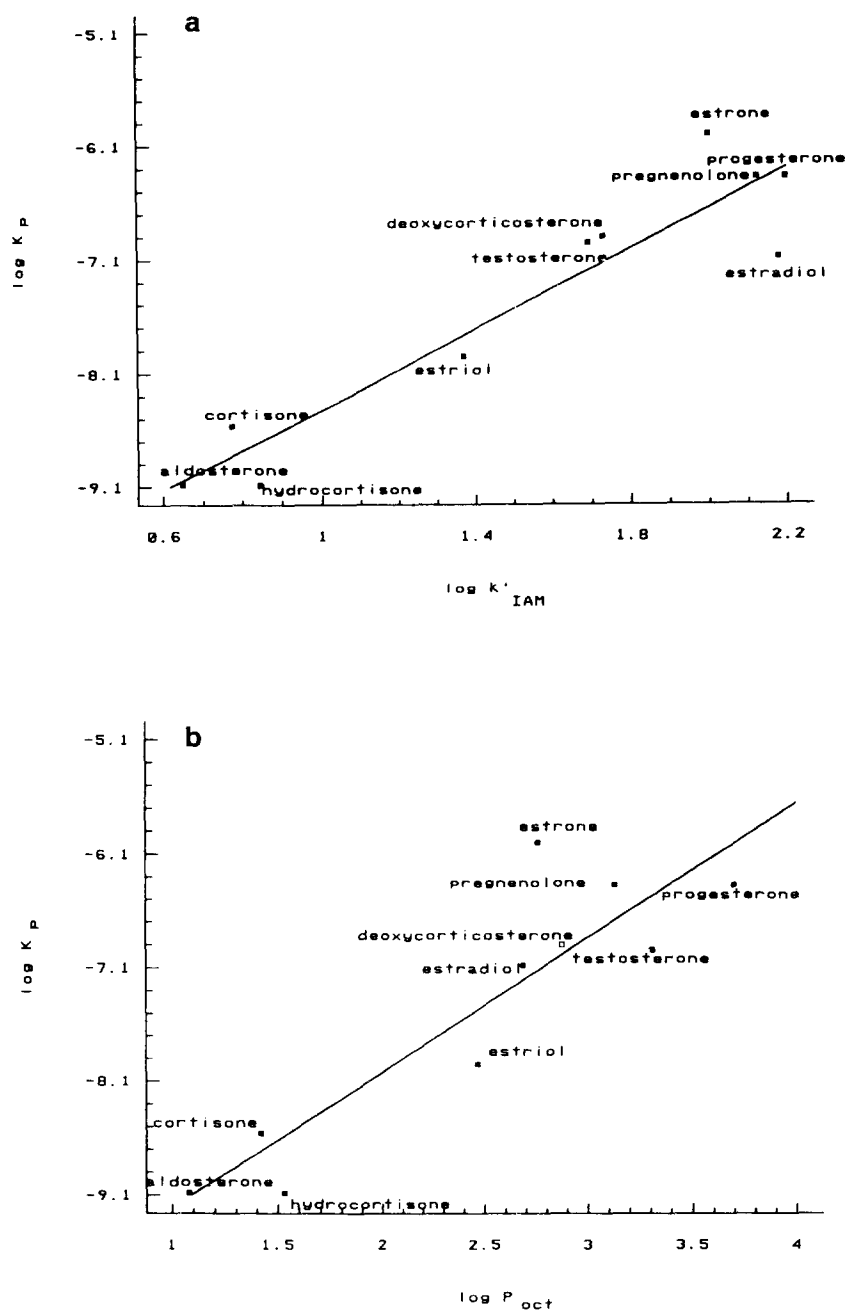 a
-5.1
estrone
-6.1
progesterone
pregnenolone
deoxycorticosterone
log K P
-7.1
testosterone
estradiol
-8.1
estriol
cortisone
aldosterone
-9.1
hydrocortisone
0.6 1 1.4 1.8 2.2
log K' IAM
b
-5.1
estrone
-6.1
pregnenolone
progesterone
deoxycorticosterone
log K P
-7.1
estradiol
testosterone
estriol
-8.1
cortisone
aldosterone
-9.1
hydrocortisone
1 1.5 2 2.5 3 3.5 4
log P oct